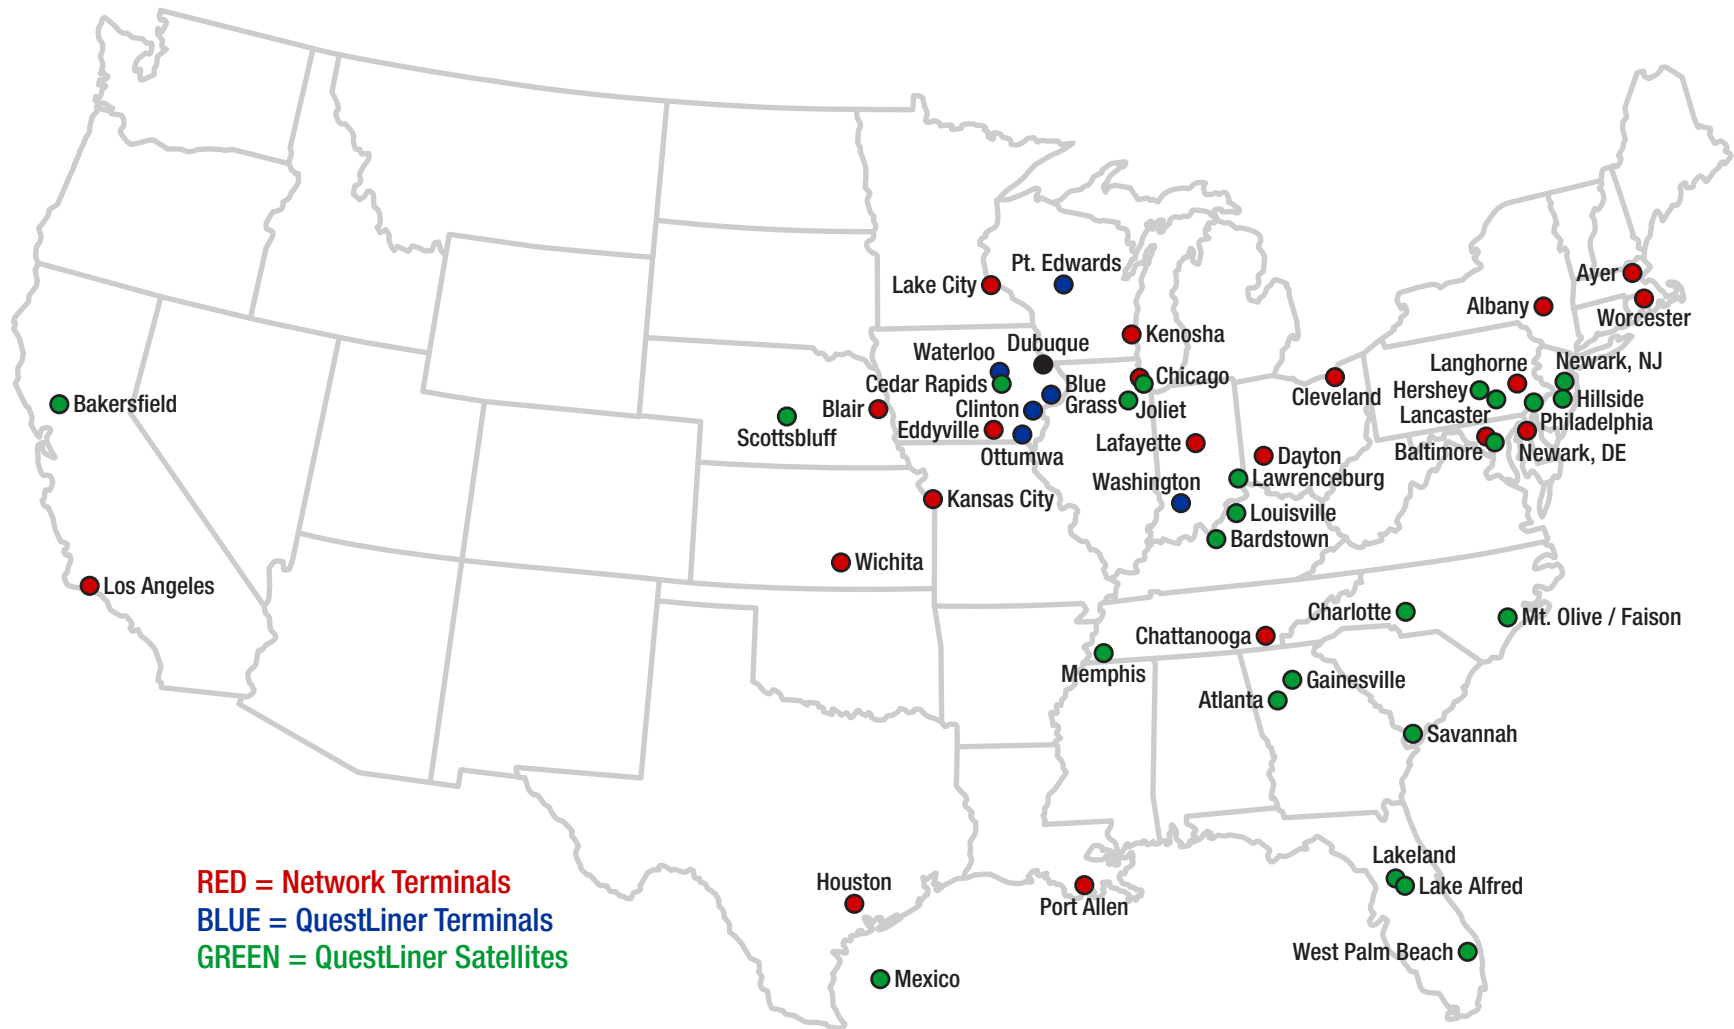 Pt. Edwards
Lake City
Ayer
Albany
Worcester
Kenosha
Dubuque
Waterloo
Langhorne
Newark, NJ
Cedar Rapids
Blue
Grass
Chicago
Hershey
Cleveland
Hillside
Bakersfield
Blair
Clinton
Joliet
Lancaster
Philadelphia
Scottsbluff
Eddyville
Lafayette
Baltimore
Newark, DE
Ottumwa
Dayton
Washington
Lawrenceburg
Kansas City
Louisville
Bardstown
Wichita
Los Angeles
Charlotte
Mt. Olive / Faison
Chattanooga
Memphis
Gainesville
Atlanta
Savannah
Lakeland
Lake Alfred
Houston
Port Allen
West Palm Beach
Mexico
RED = Network Terminals
BLUE = QuestLiner Terminals
GREEN = QuestLiner Satellites